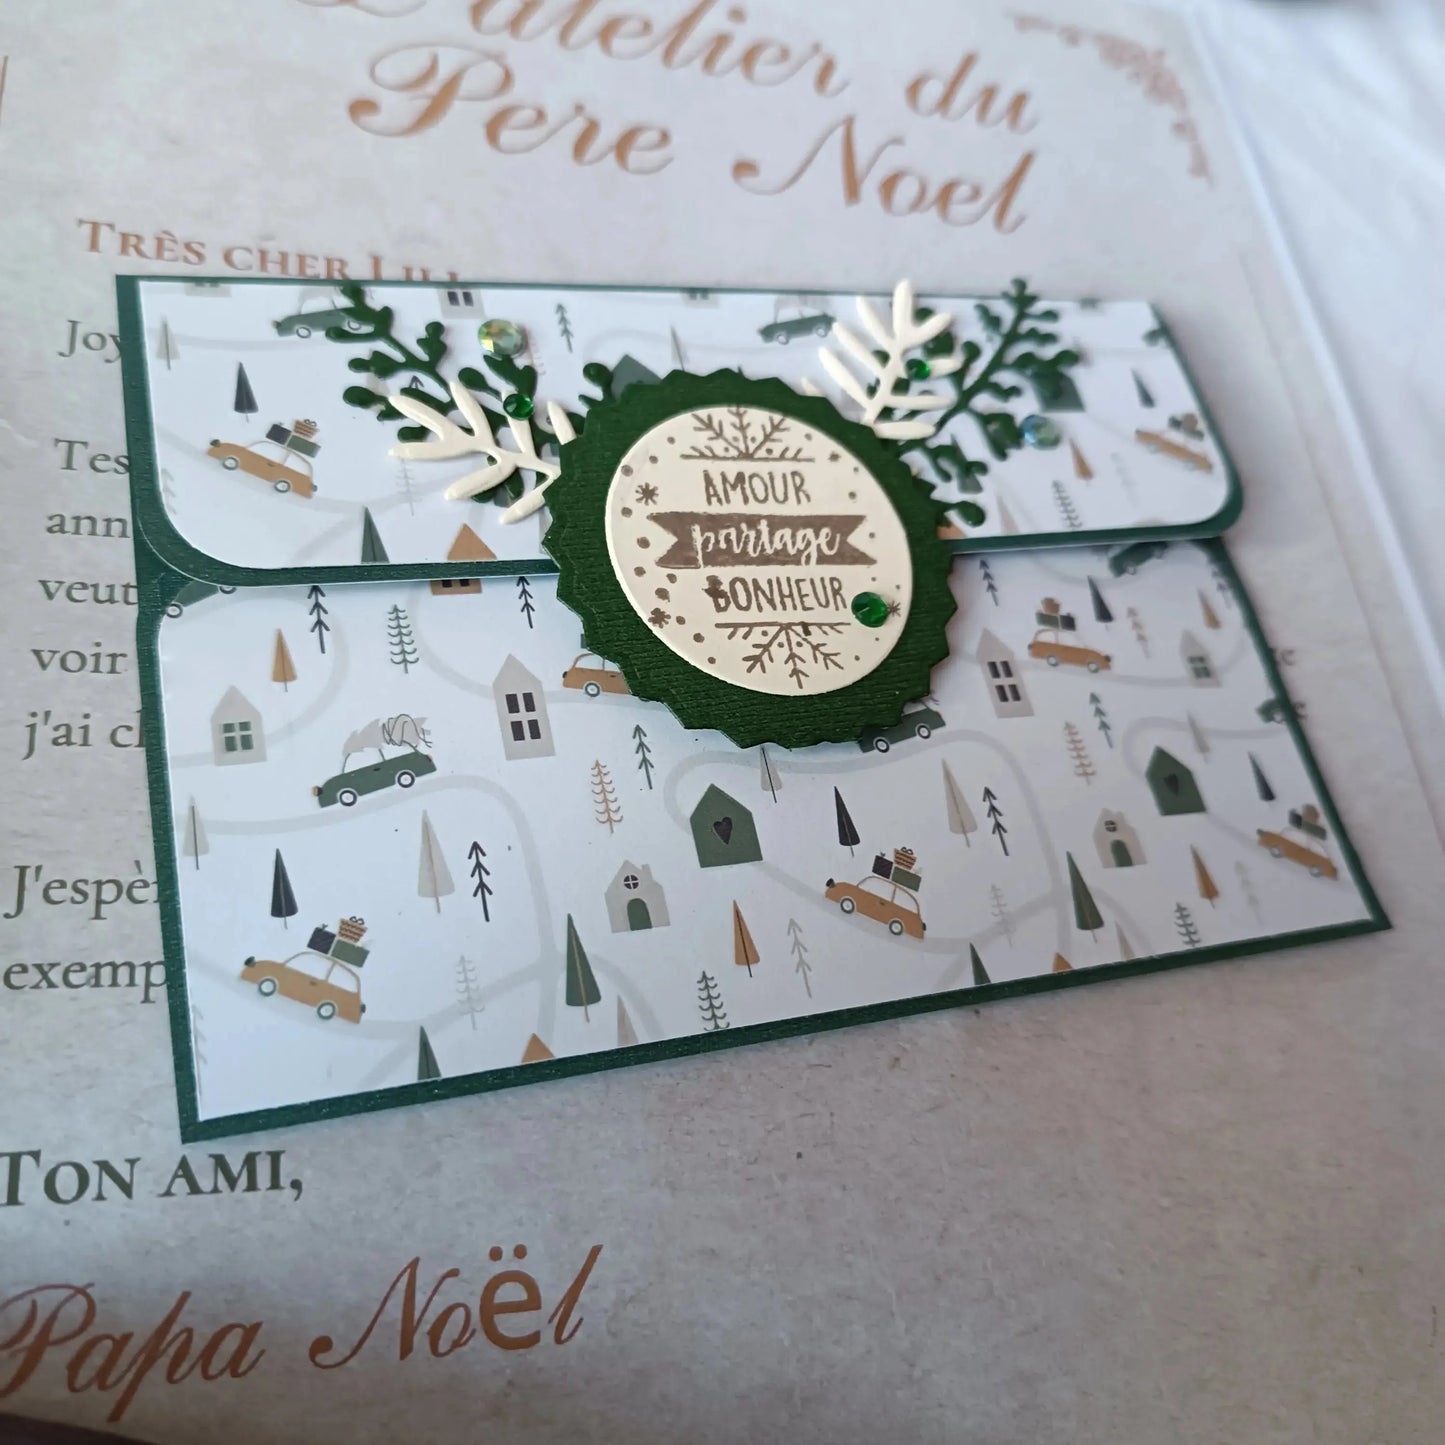 L'atelier du
Pere Noel
TRÈS CHER LILI
Joy
Tes
ann
veut
voir
j'ai
J'espè
exemp
AMOUR
partage
BONHEUR
TON AMI,
Papa Noël